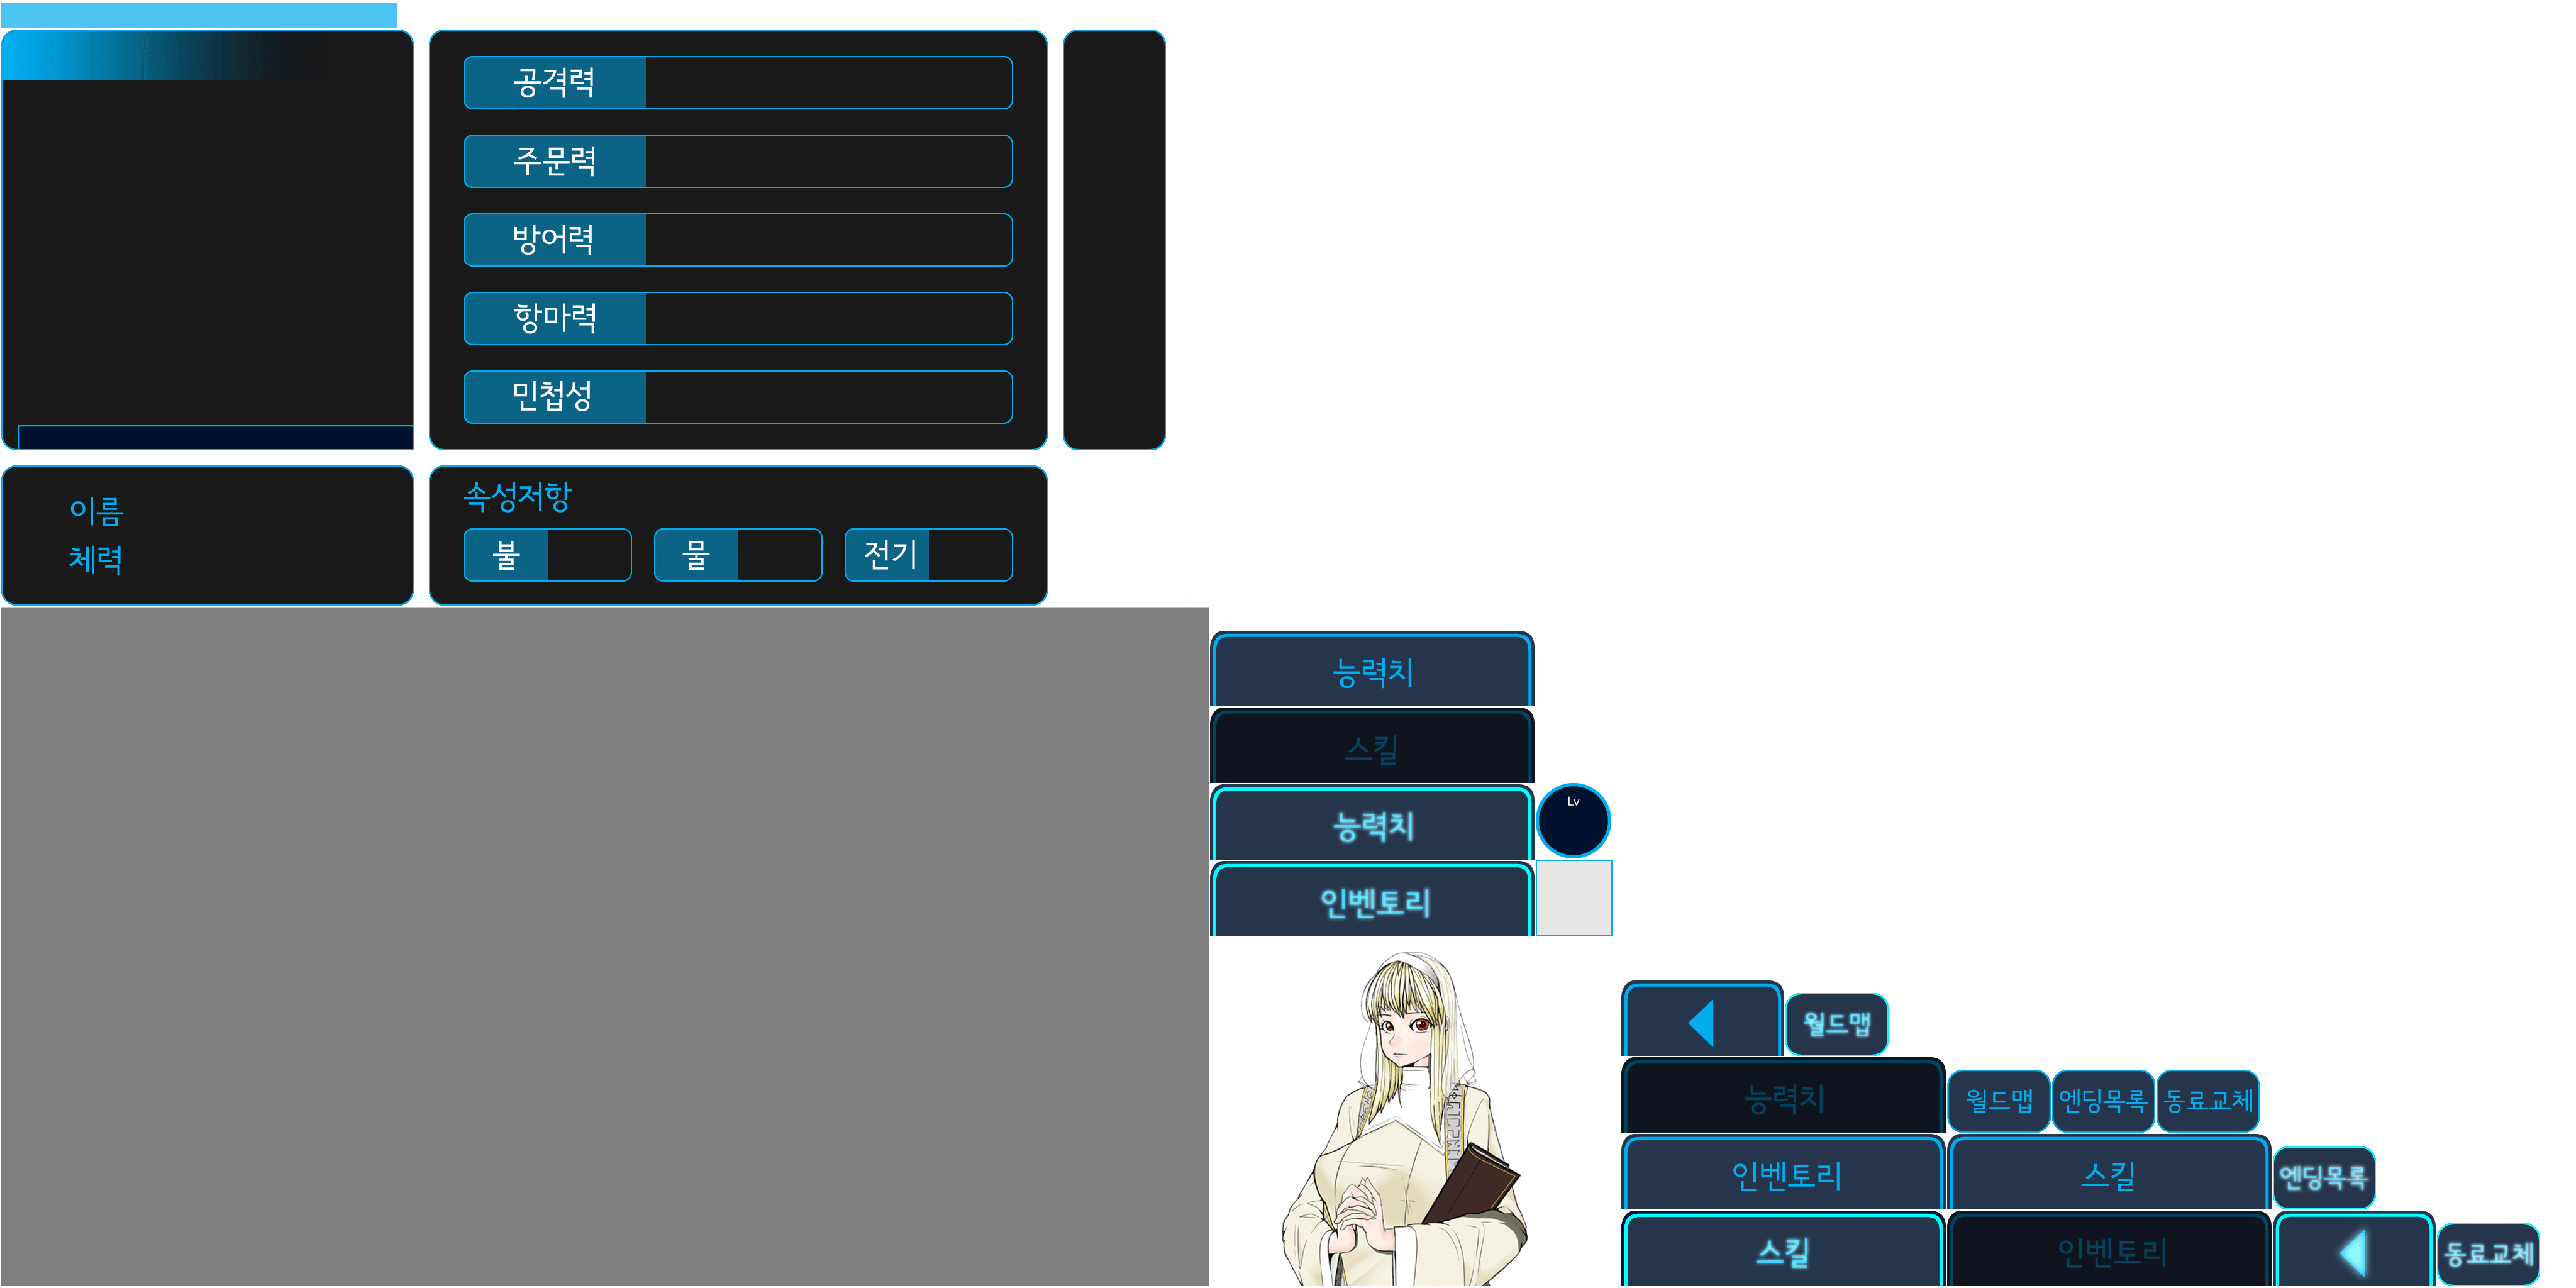 공격력
주문력
방어력
항마력
민첩성
이름
체력
속성저항
불 물 전기
능력치
스킬
능력치
Lv
인벤토리
월드맵
능력치 월드맵 엔딩목록 동료교체
인벤토리 스킬 엔딩목록
스킬 인벤토리 동료교체